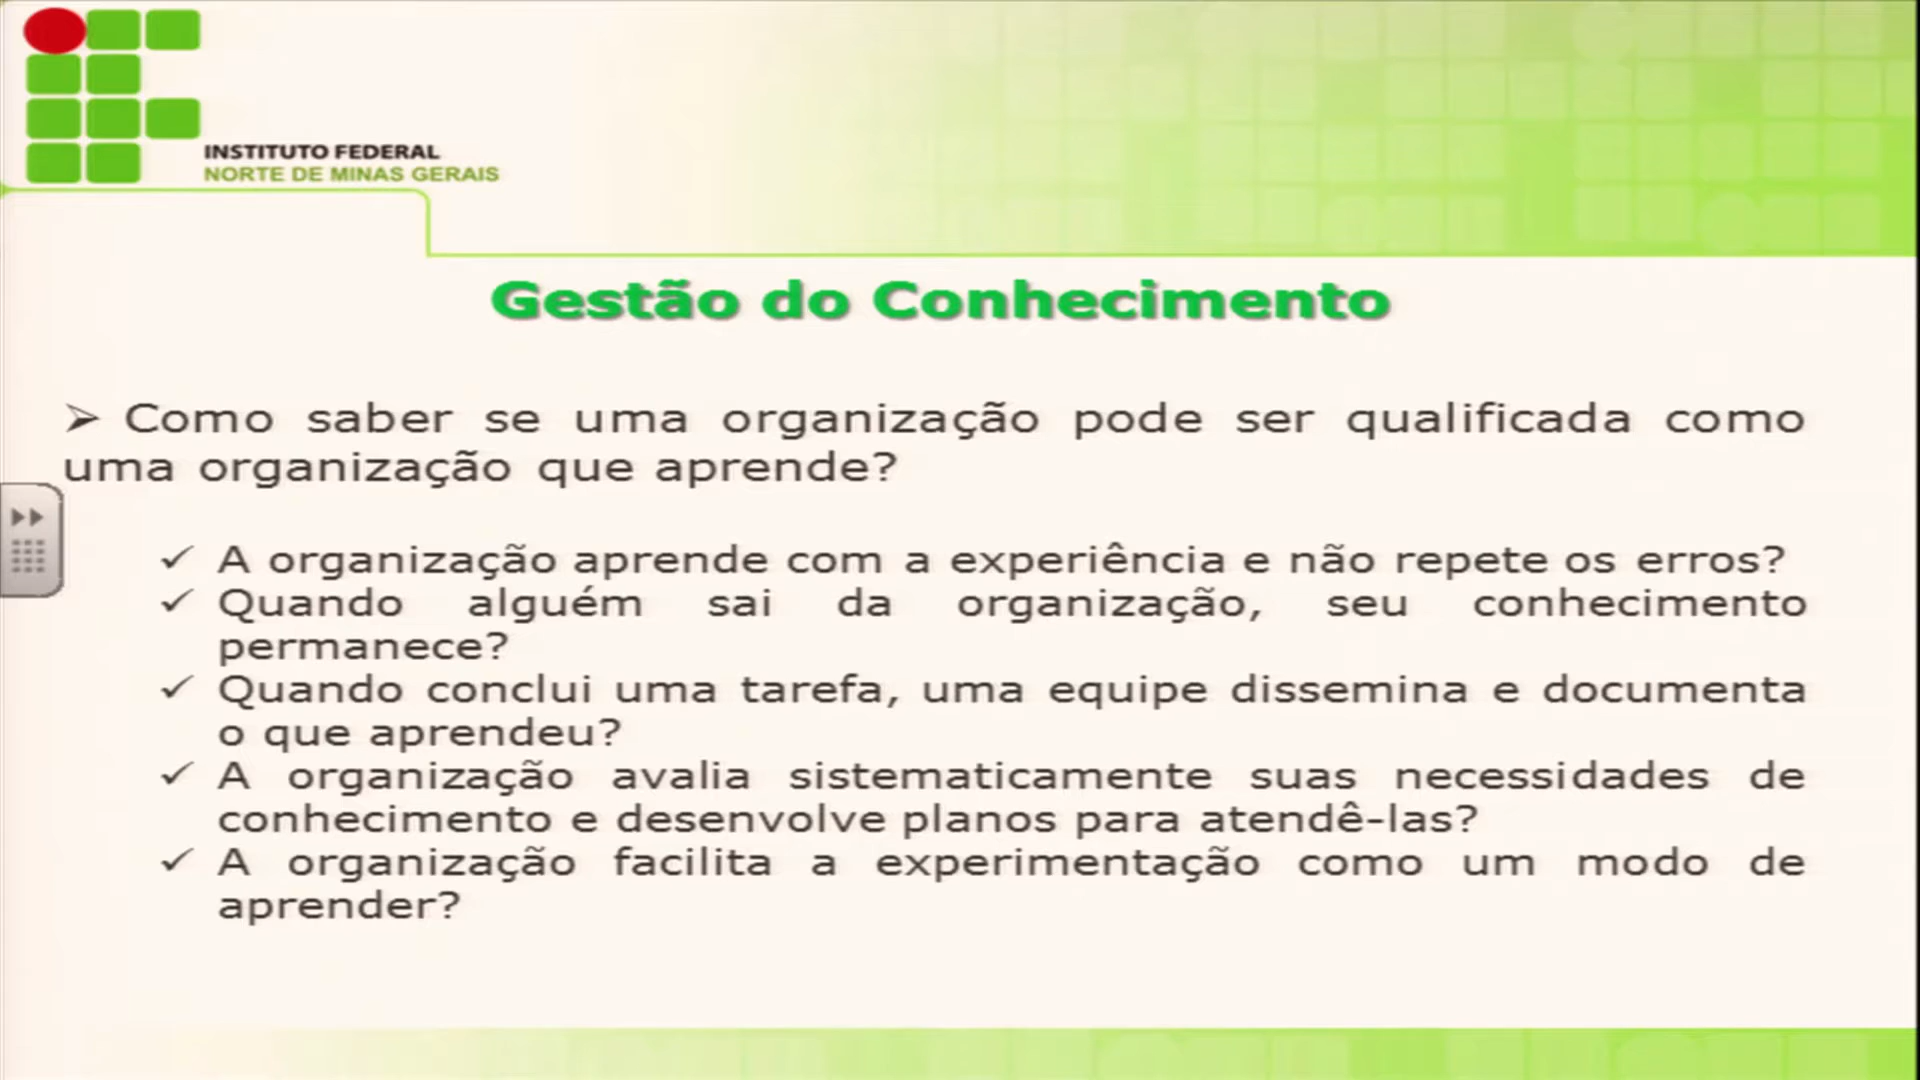 INSTITUTO FEDERAL
NORTE DE MINAS GERAIS
Gestão do Conhecimento
➢ Como saber se uma organização pode ser qualificada como
uma organização que aprende?
✓ A organização aprende com a experiência e não repete os erros?
✓ Quando alguém sai da organização, seu conhecimento
permanece?
✓ Quando conclui uma tarefa, uma equipe dissemina e documenta
o que aprendeu?
✓ A organização avalia sistematicamente suas necessidades de
conhecimento e desenvolve planos para atendê-las?
✓ A organização facilita a experimentação como um modo de
aprender?